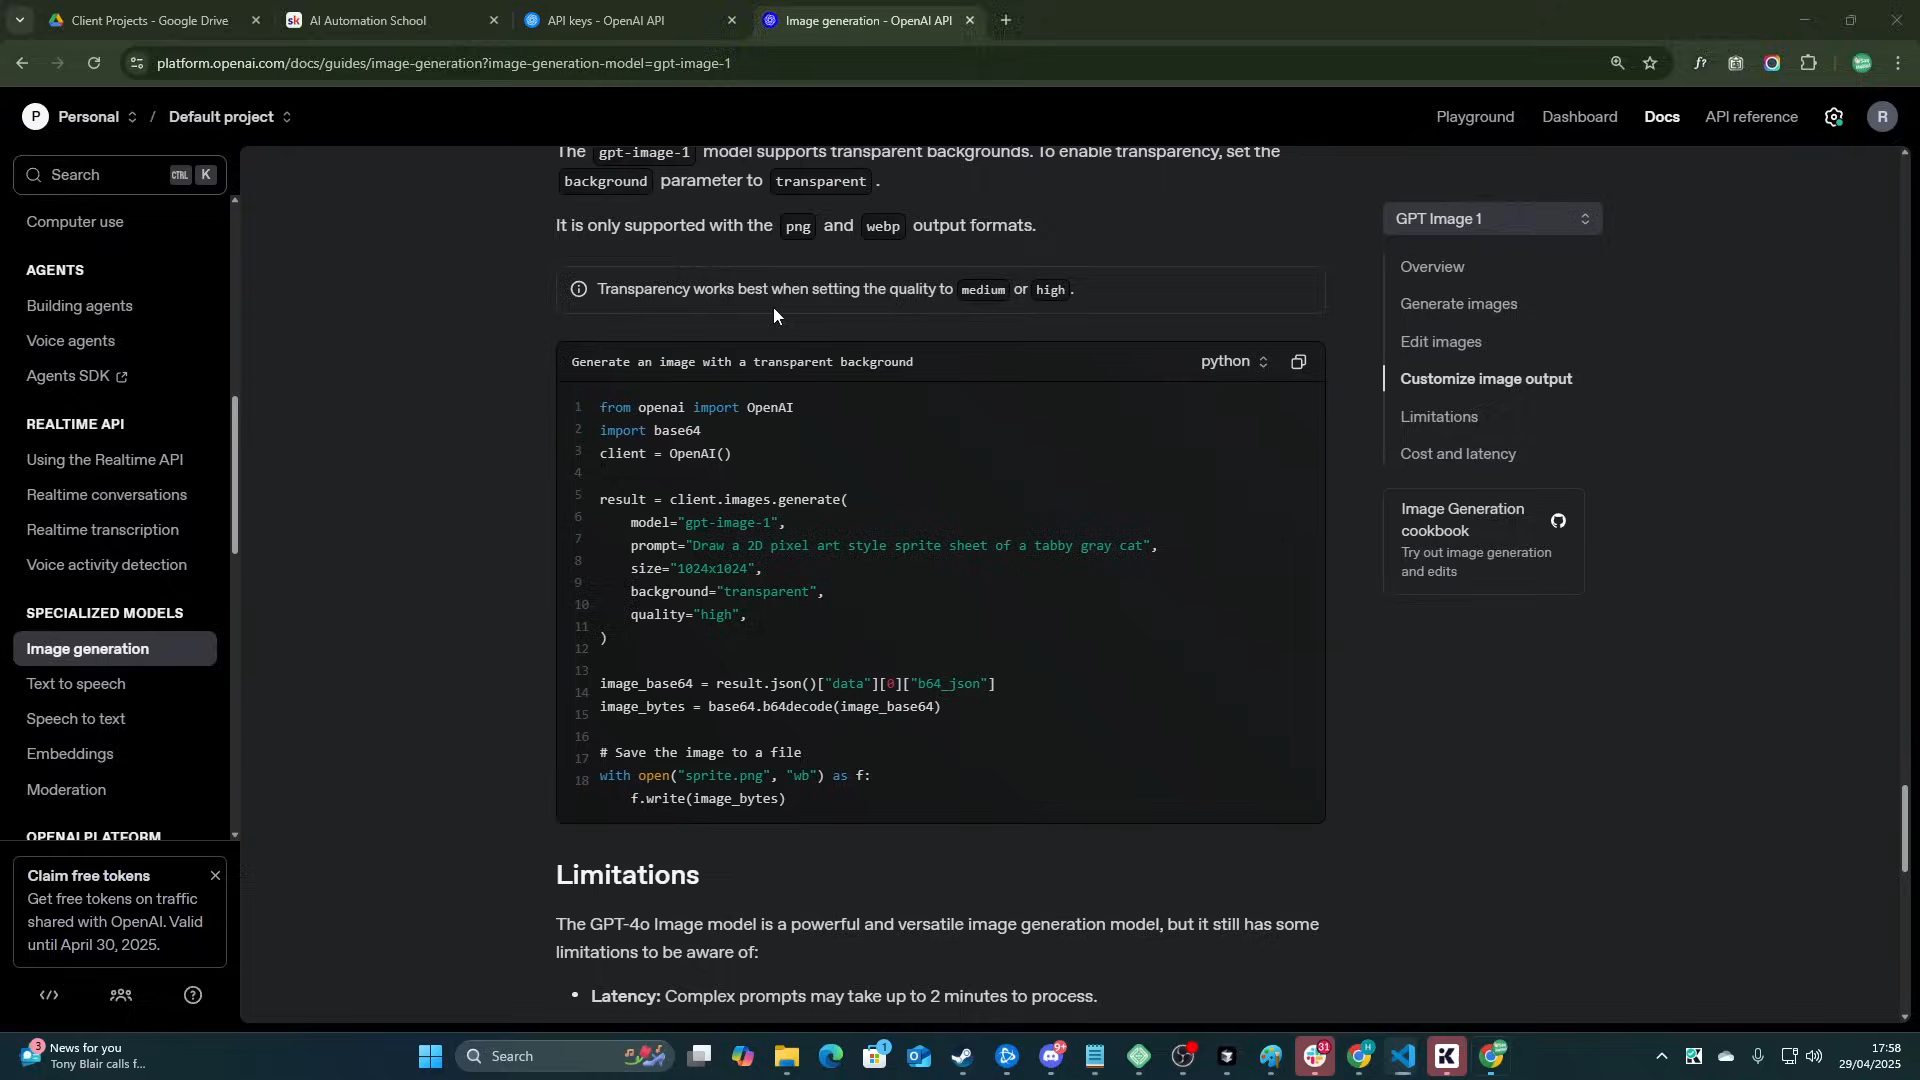 Client Projects - Google Drive
sk
AI Automation School
API keys - OpenAI API
Image generation - OpenAI API
platform.openai.com/docs/guides/image-generation?image-generation-model=gpt-image-1
P Personal / Default project
Playground
Dashboard
Docs
API reference
R
Search
CTRL K
Computer use
AGENTS
Building agents
Voice agents
Agents SDK
REALTIME API
Using the Realtime API
Realtime conversations
Realtime transcription
Voice activity detection
SPECIALIZED MODELS
Image generation
Text to speech
Speech to text
Embeddings
Moderation
OPENAI PLATFORM
Claim free tokens
Get free tokens on traffic
shared with OpenAI. Valid
until April 30, 2025.
The gpt-image-1 model supports transparent backgrounds. To enable transparency, set the
background parameter to transparent .
It is only supported with the png and webp output formats.
Transparency works best when setting the quality to medium or high.
Generate an image with a transparent background
python
1 from openai import OpenAI
2 import base64
3 client = OpenAI()
4
5 result = client.images.generate(
6 model="gpt-image-1",
7 prompt="Draw a 2D pixel art style sprite sheet of a tabby gray cat",
8 size="1024x1024",
9 background="transparent",
10 quality="high",
11 )
12
13 image_base64 = result.json()["data"][0]["b64_json"]
14 image_bytes = base64.b64decode(image_base64)
15
16 # Save the image to a file
17 with open("sprite.png", "wb") as f:
18 f.write(image_bytes)
Limitations
The GPT-4o Image model is a powerful and versatile image generation model, but it still has some
limitations to be aware of:
• Latency: Complex prompts may take up to 2 minutes to process.
GPT Image 1
Overview
Generate images
Edit images
Customize image output
Limitations
Cost and latency
Image Generation
cookbook
Try out image generation
and edits
3
News for you
Tony Blair calls f...
Search
1
9+
31
H
K
17:58
29/04/2025